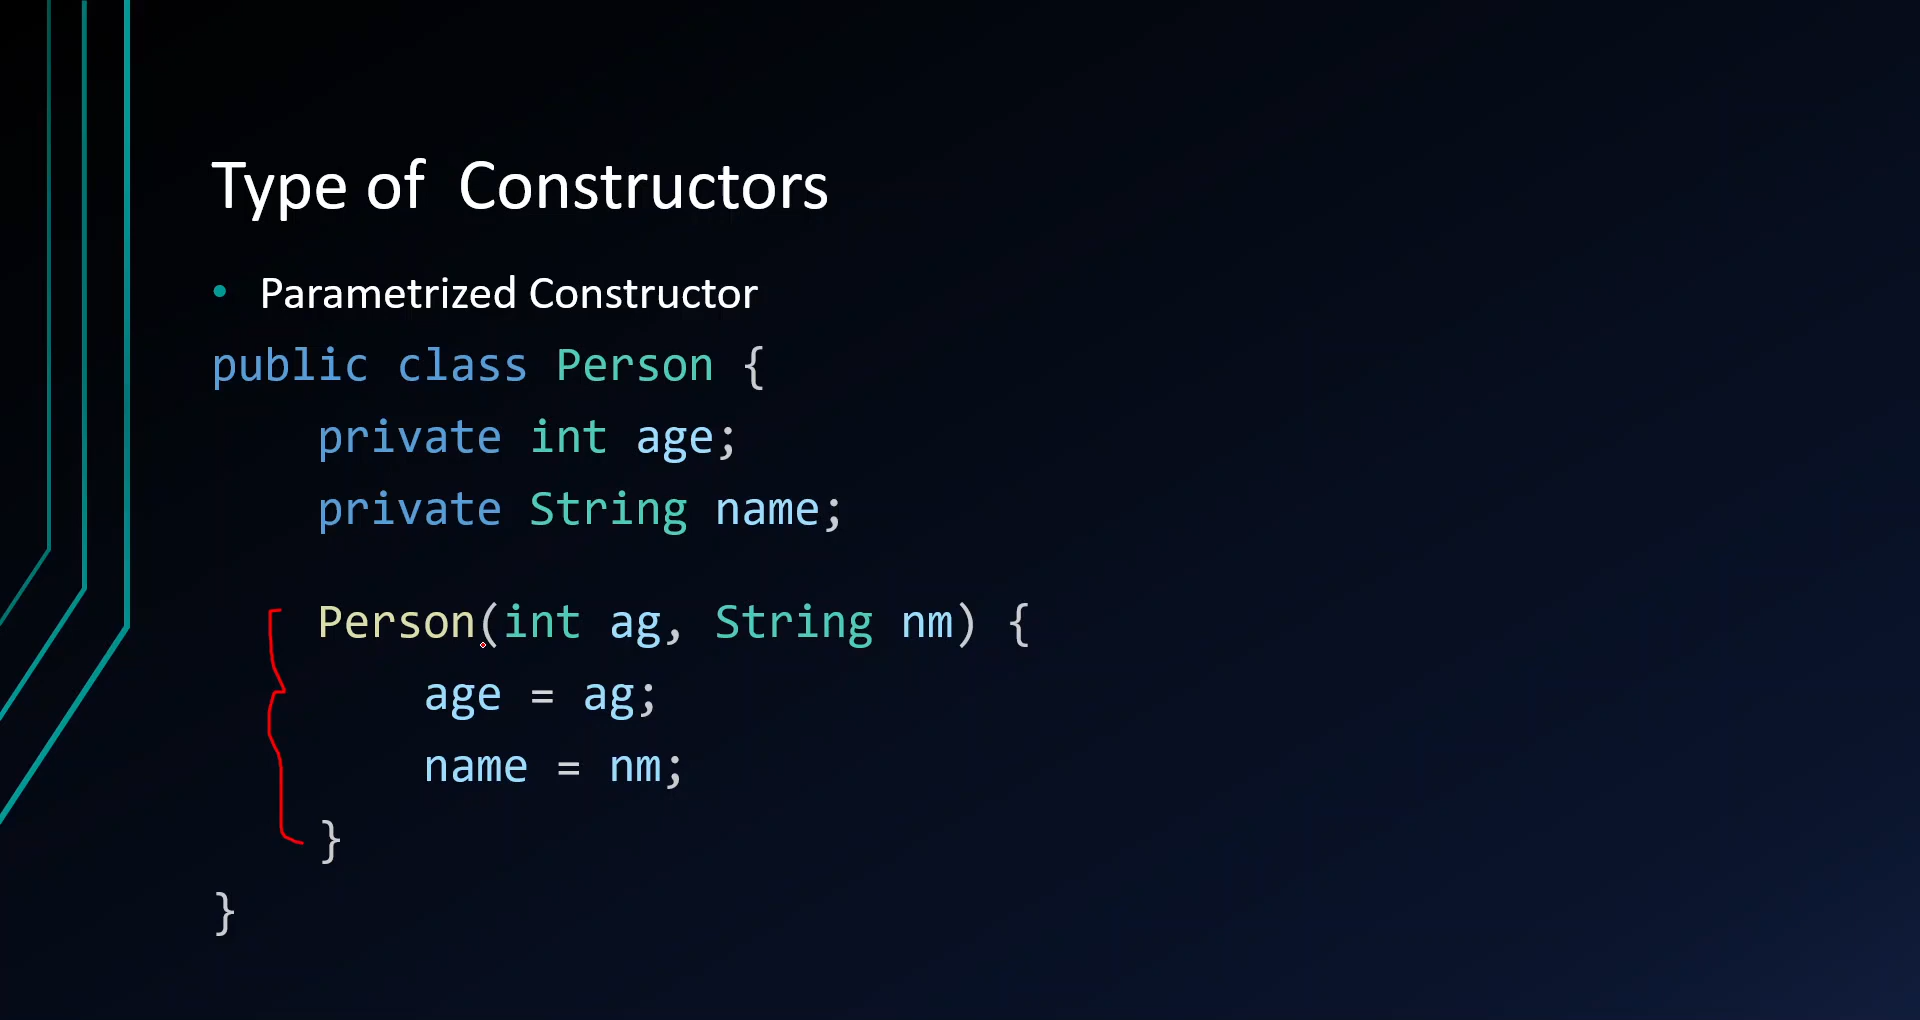 Type of  Constructors
• Parametrized Constructor
public class Person {
    private int age;
    private String name;
    Person(int ag, String nm) {
        age = ag;
        name = nm;
    }
}